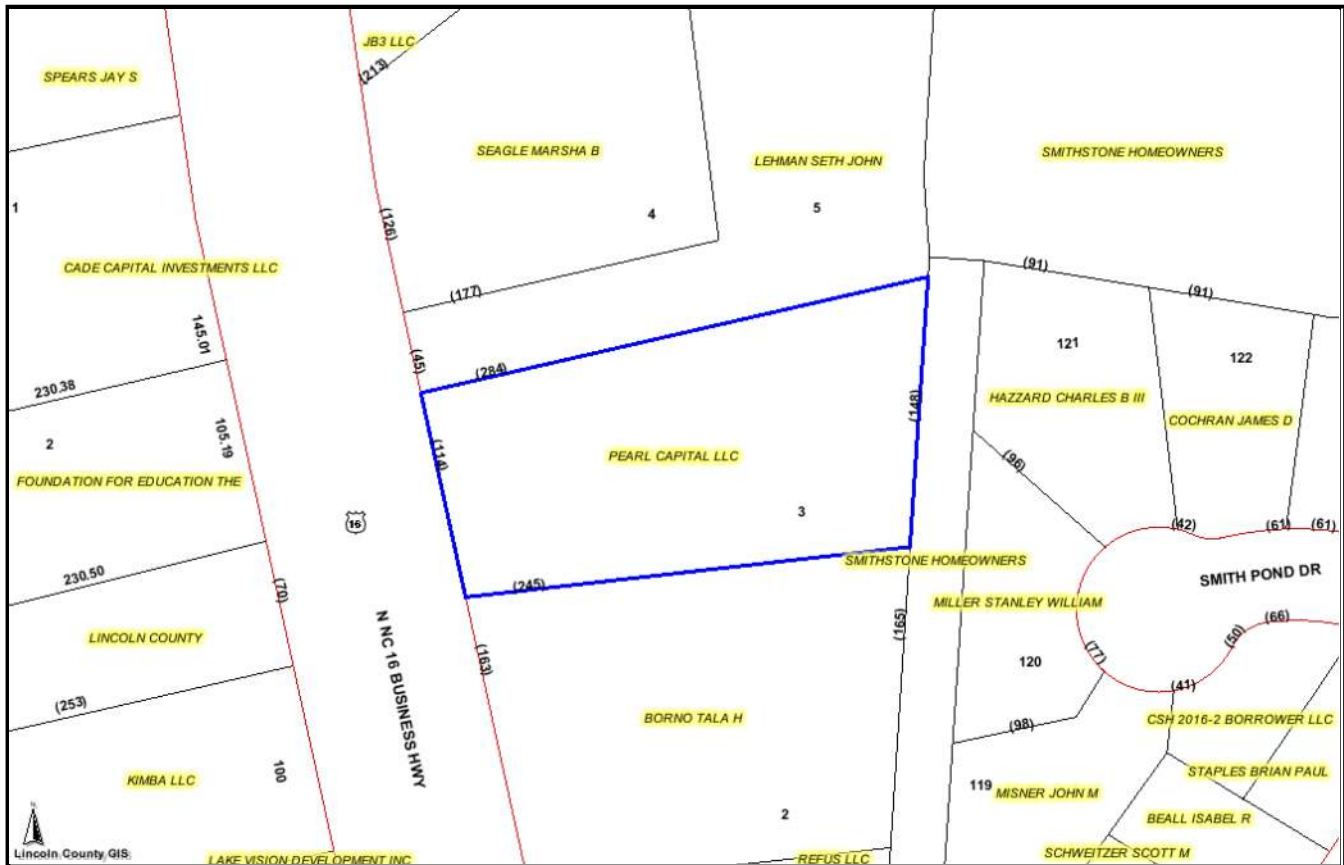 JB3 LLC
SPEARS JAY S
(213)
SEAGLE MARSHA B
LEHMAN SETH JOHN
SMITHSTONE HOMEOWNERS
1
4
5
(126)
CADE CAPITAL INVESTMENTS LLC
(177)
(91)
(91)
145.01
(45)
(284)
121
122
230.38
HAZZARD CHARLES B III
COCHRAN JAMES D
(148)
2
105.19
(114)
PEARL CAPITAL LLC
(96)
FOUNDATION FOR EDUCATION THE
3
16
(42)
(61)
(61)
SMITHSTONE HOMEOWNERS
230.50
(245)
SMITH POND DR
(70)
MILLER STANLEY WILLIAM
(66)
LINCOLN COUNTY
(165)
(50)
N NC 16 BUSINESS HWY
(163)
120
(77)
(41)
(253)
BORNO TALA H
(98)
CSH 2016-2 BORROWER LLC
KIMBA LLC
100
STAPLES BRIAN PAUL
119
MISNER JOHN M
2
BEALL ISABEL R
Lincoln County GIS
LAKE VISION DEVELOPMENT INC
REFUS LLC
SCHWEITZER SCOTT M